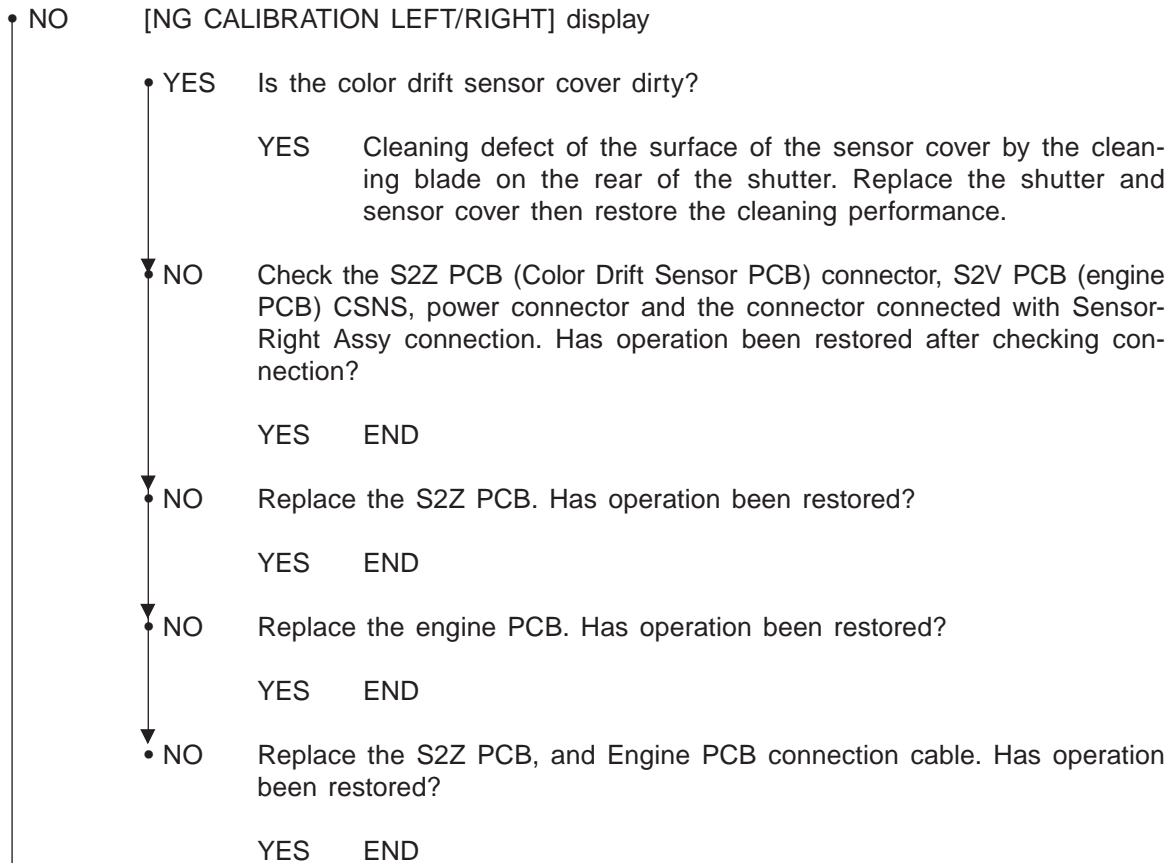 • NO [NG CALIBRATION LEFT/RIGHT] display
• YES Is the color drift sensor cover dirty?
YES Cleaning defect of the surface of the sensor cover by the clean-
ing blade on the rear of the shutter. Replace the shutter and
sensor cover then restore the cleaning performance.
• NO Check the S2Z PCB (Color Drift Sensor PCB) connector, S2V PCB (engine
PCB) CSNS, power connector and the connector connected with Sensor-
Right Assy connection. Has operation been restored after checking con-
nection?
YES END
• NO Replace the S2Z PCB. Has operation been restored?
YES END
• NO Replace the engine PCB. Has operation been restored?
YES END
• NO Replace the S2Z PCB, and Engine PCB connection cable. Has operation
been restored?
YES END